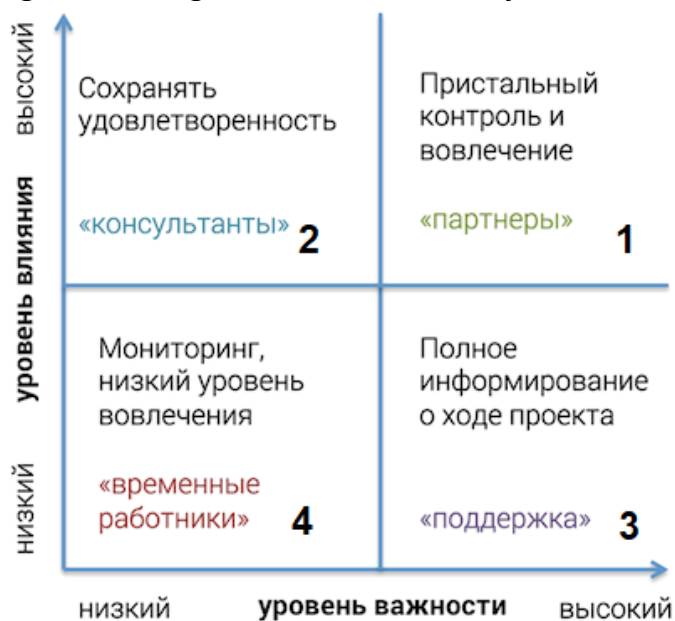 высокий
Сохранять
удовлетворенность
«консультанты» 2
Пристальный
контроль и
вовлечение
«партнеры» 1
уровень влияния
Мониторинг,
низкий уровень
вовлечения
«временные
работники» 4
Полное
информирование
о ходе проекта
«поддержка» 3
низкий
низкий уровень важности высокий